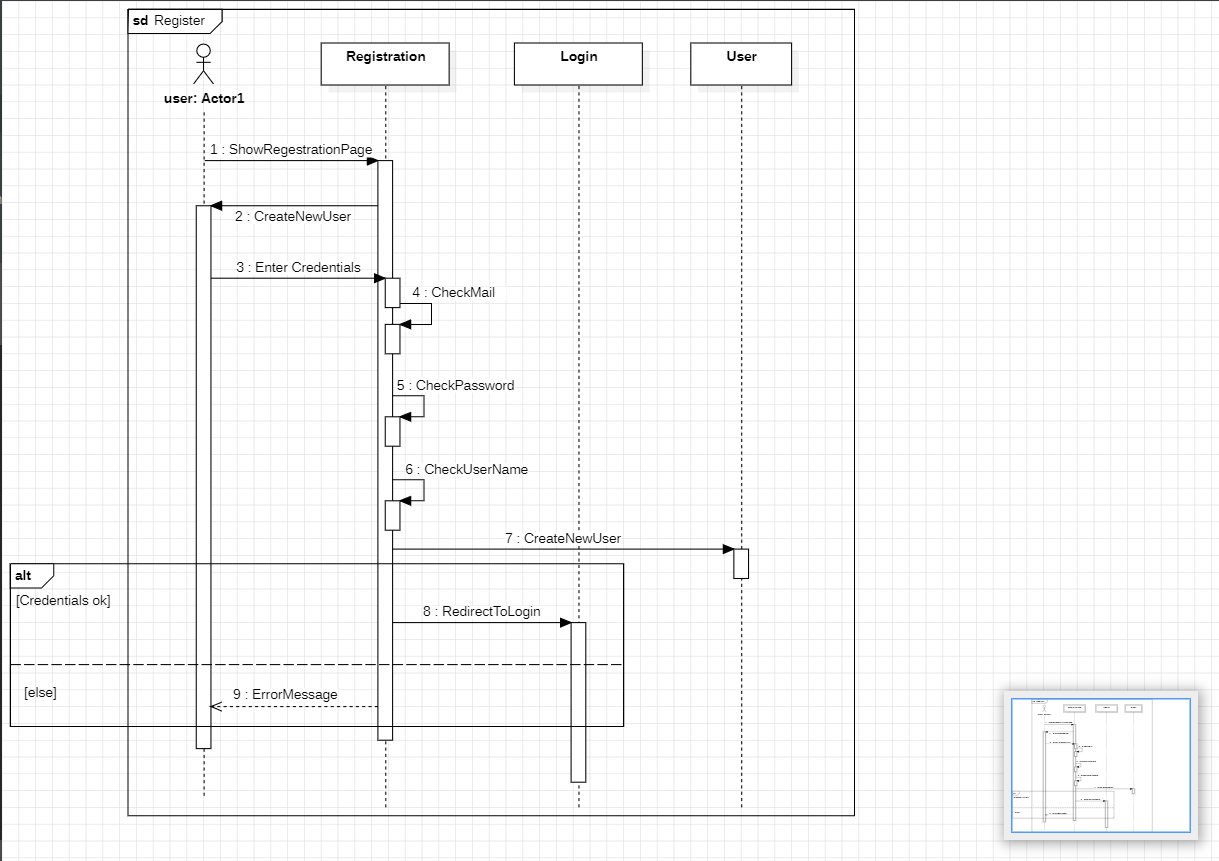 sd Register
Registration
Login
User
user: Actor1
1 : ShowRegestrationPage
2 : CreateNewUser
3 : Enter Credentials
4 : CheckMail
5 : CheckPassword
6 : CheckUserName
7 : CreateNewUser
alt
[Credentials ok]
8 : RedirectToLogin
[else]
9 : ErrorMessage